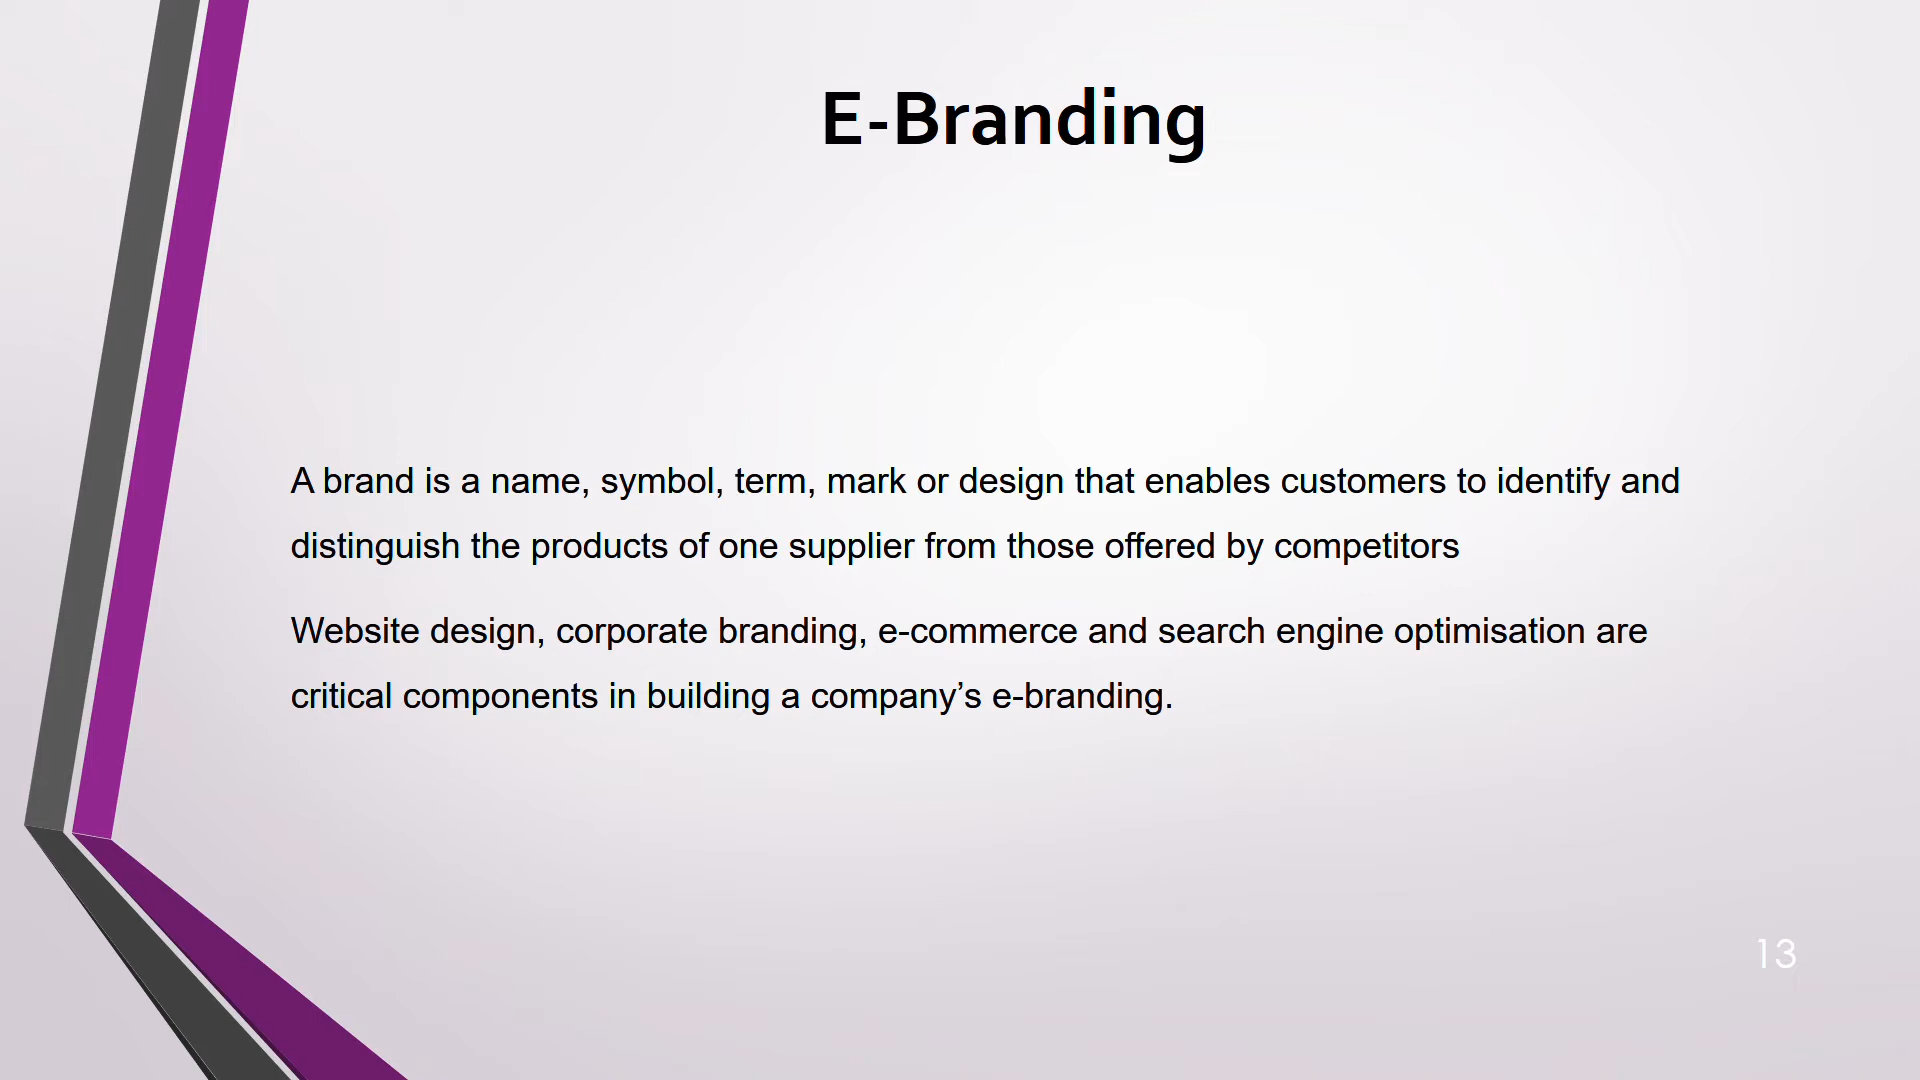 E-Branding
A brand is a name, symbol, term, mark or design that enables customers to identify and
distinguish the products of one supplier from those offered by competitors
Website design, corporate branding, e-commerce and search engine optimisation are
critical components in building a company’s e-branding.
13